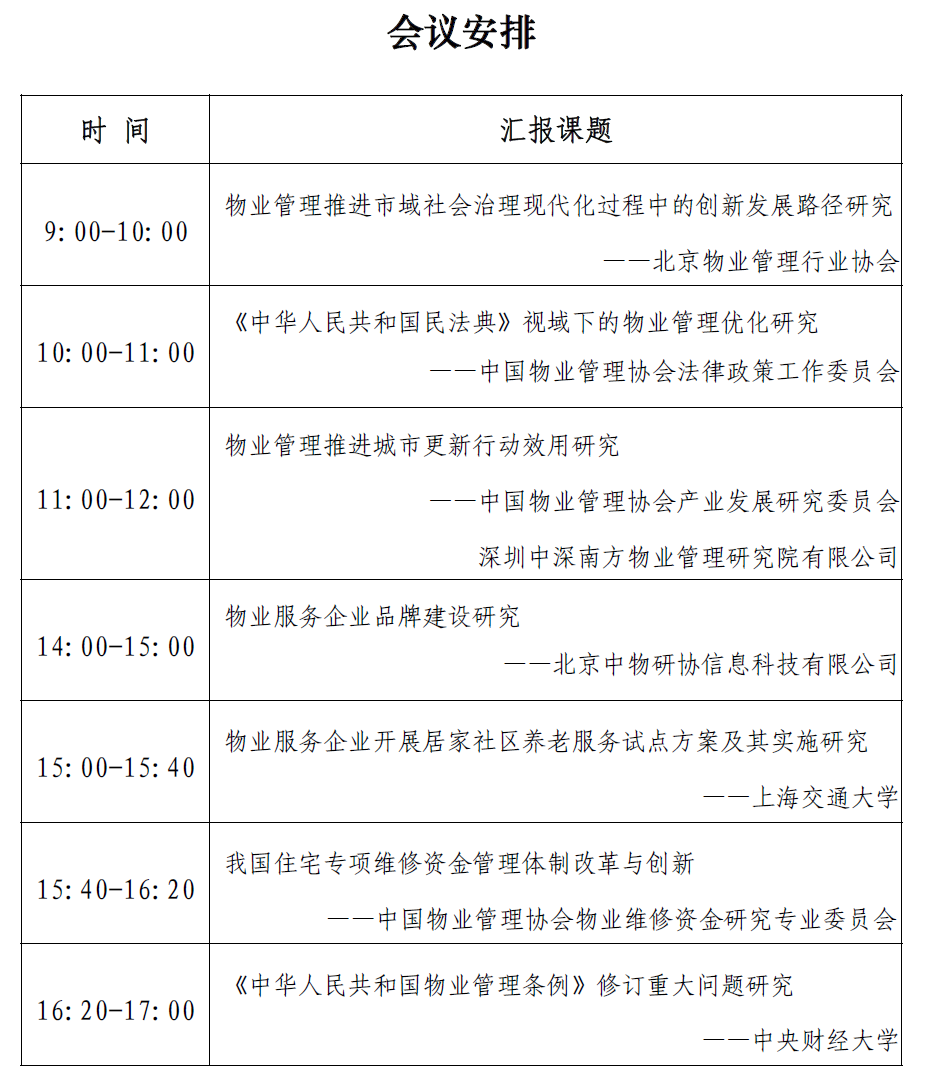 会议安排
时 间
汇报课题
9:00-10:00
物业管理推进市域社会治理现代化过程中的创新发展路径研究
——北京物业管理行业协会
10:00-11:00
《中华人民共和国民法典》视域下的物业管理优化研究
——中国物业管理协会法律政策工作委员会
11:00-12:00
物业管理推进城市更新行动效用研究
——中国物业管理协会产业发展研究委员会
深圳中深南方物业管理研究院有限公司
14:00-15:00
物业服务企业品牌建设研究
——北京中物研协信息科技有限公司
15:00-15:40
物业服务企业开展居家社区养老服务试点方案及其实施研究
——上海交通大学
15:40-16:20
我国住宅专项维修资金管理体制改革与创新
——中国物业管理协会物业维修资金研究专业委员会
16:20-17:00
《中华人民共和国物业管理条例》修订重大问题研究
——中央财经大学